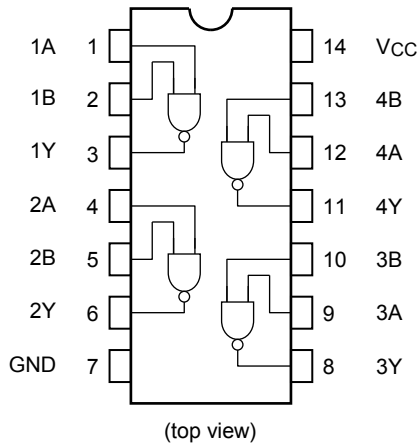 1A 1 14 VCC
1B 2 13 4B
1Y 3 12 4A
2A 4 11 4Y
2B 5 10 3B
2Y 6 9 3A
GND 7 8 3Y
(top view)